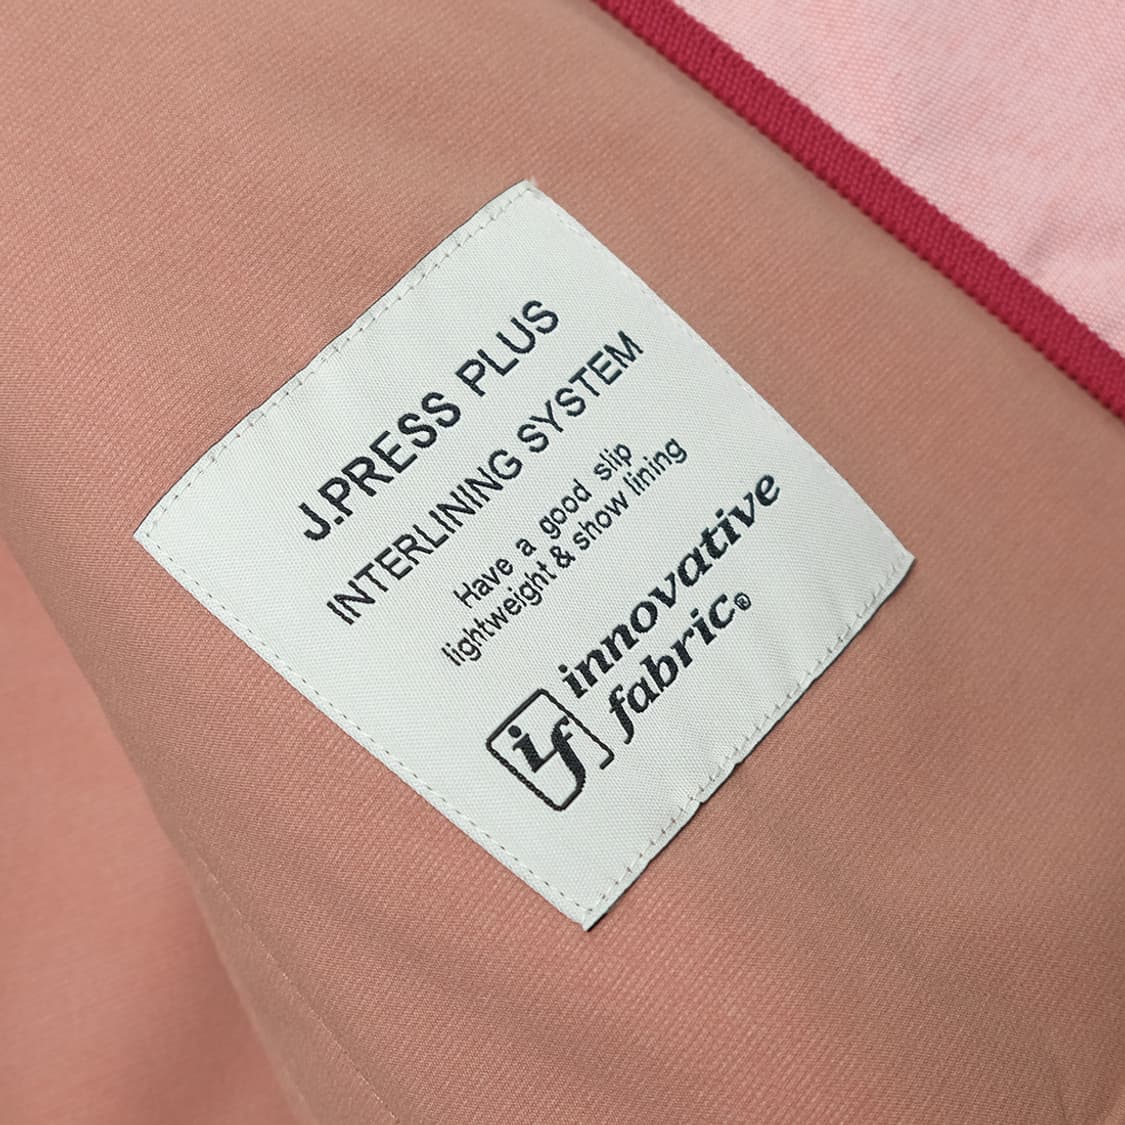 J.PRESS PLUS
INTERLINING SYSTEM
Have a good slip
lightweight & show lining
if innovative
fabric®